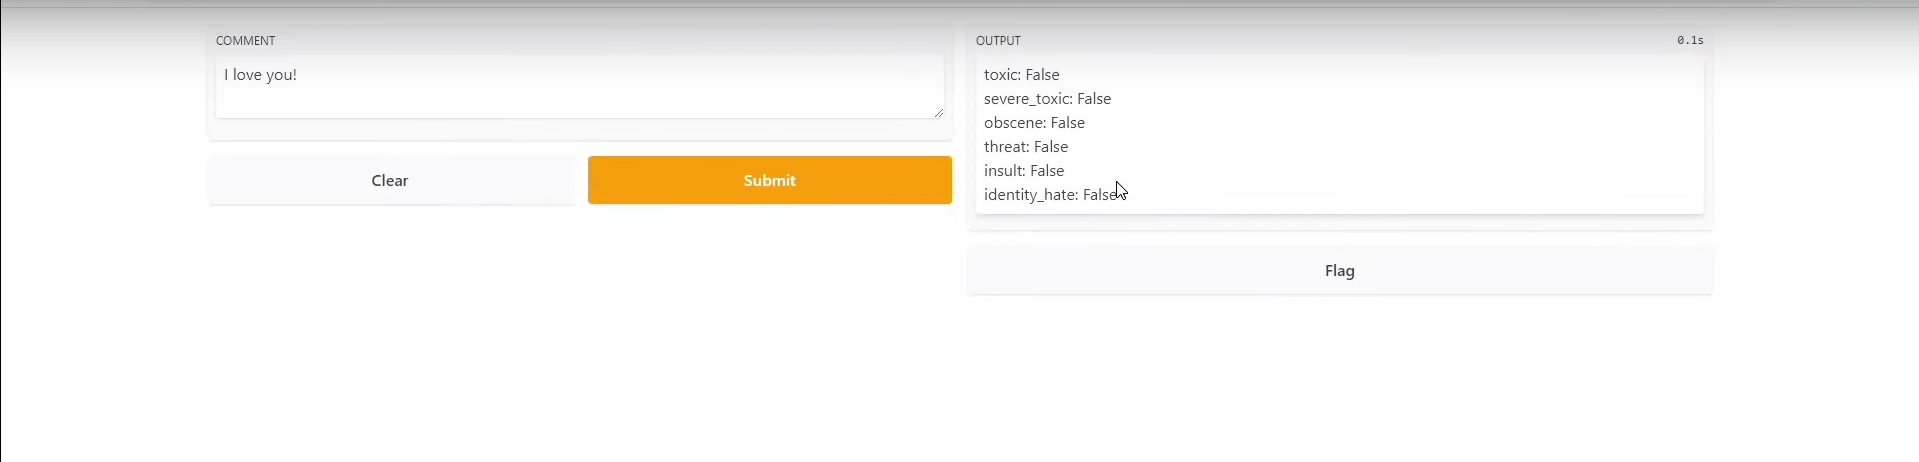 COMMENT
I love you!
Clear
Submit
OUTPUT
0.1s
toxic: False
severe_toxic: False
obscene: False
threat: False
insult: False
identity_hate: False
Flag